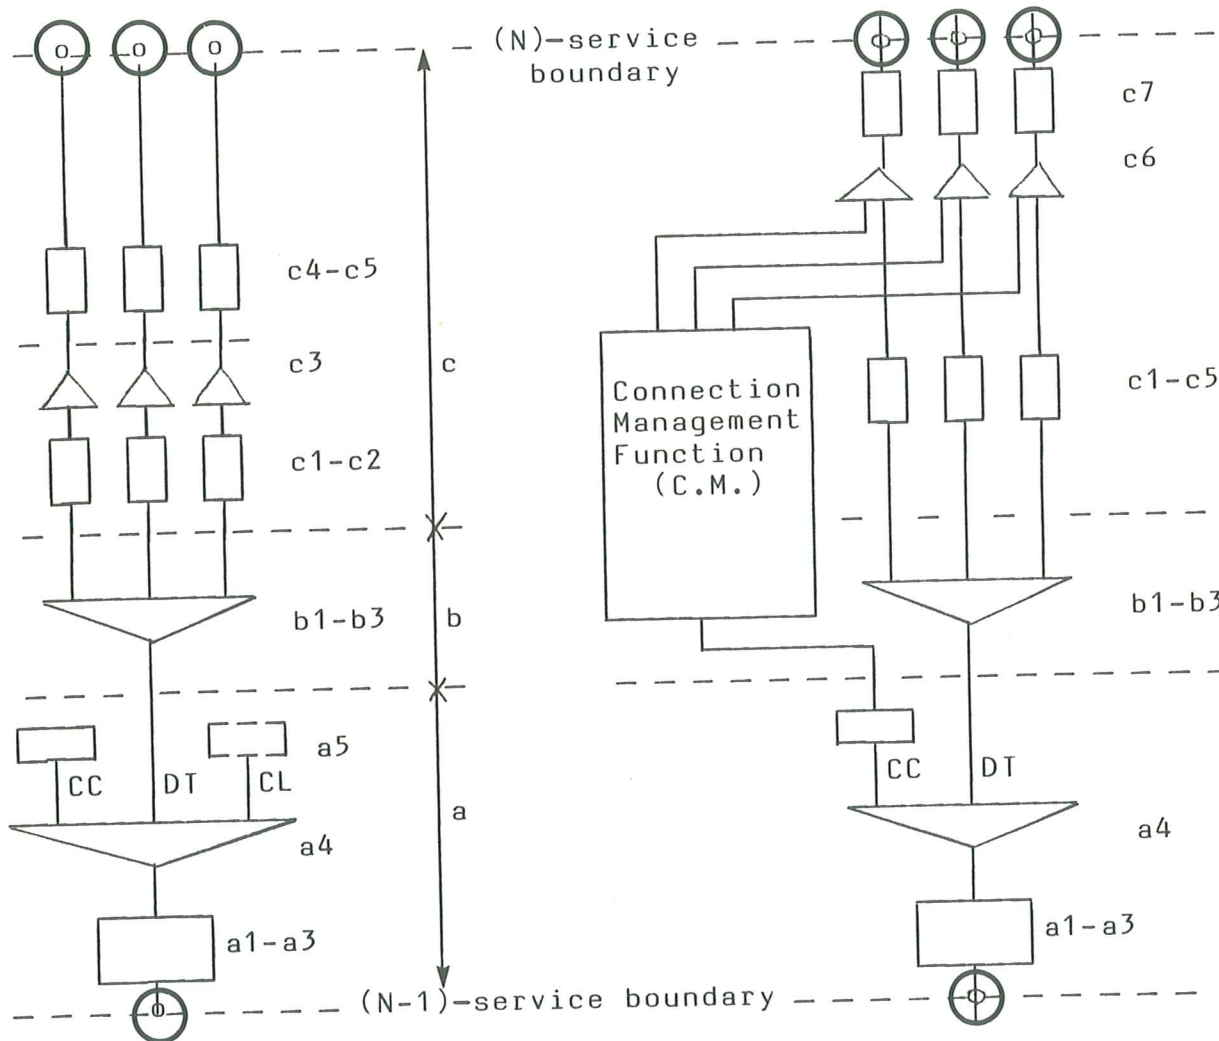 (N)-service
boundary
c7
c6
c4-c5
c3
c
c1-c5
c1-c2
Connection
Management
Function
(C.M.)
b1-b3
b
b1-b3
a5
CC
DT
CL
CC
DT
a
a4
a4
a1-a3
a1-a3
(N-1)-service boundary